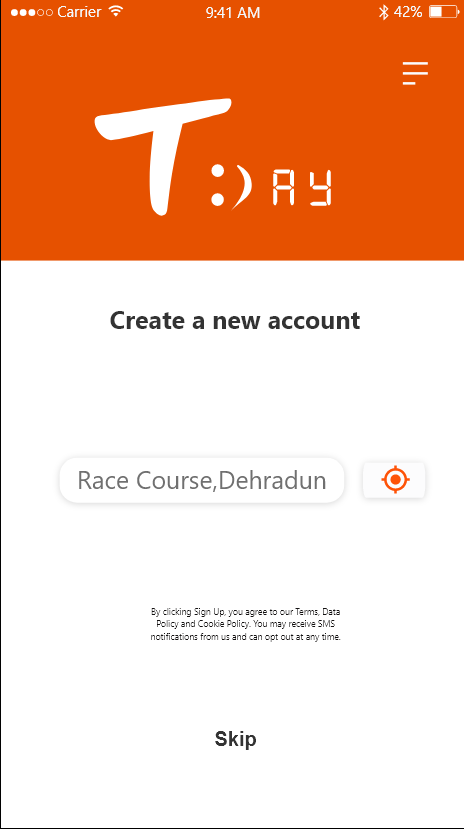 Carrier 9:41 AM 42%
T:) AY
Create a new account
Race Course,Dehradun
By clicking Sign Up, you agree to our Terms, Data
Policy and Cookie Policy. You may receive SMS
notifications from us and can opt out at any time.
Skip